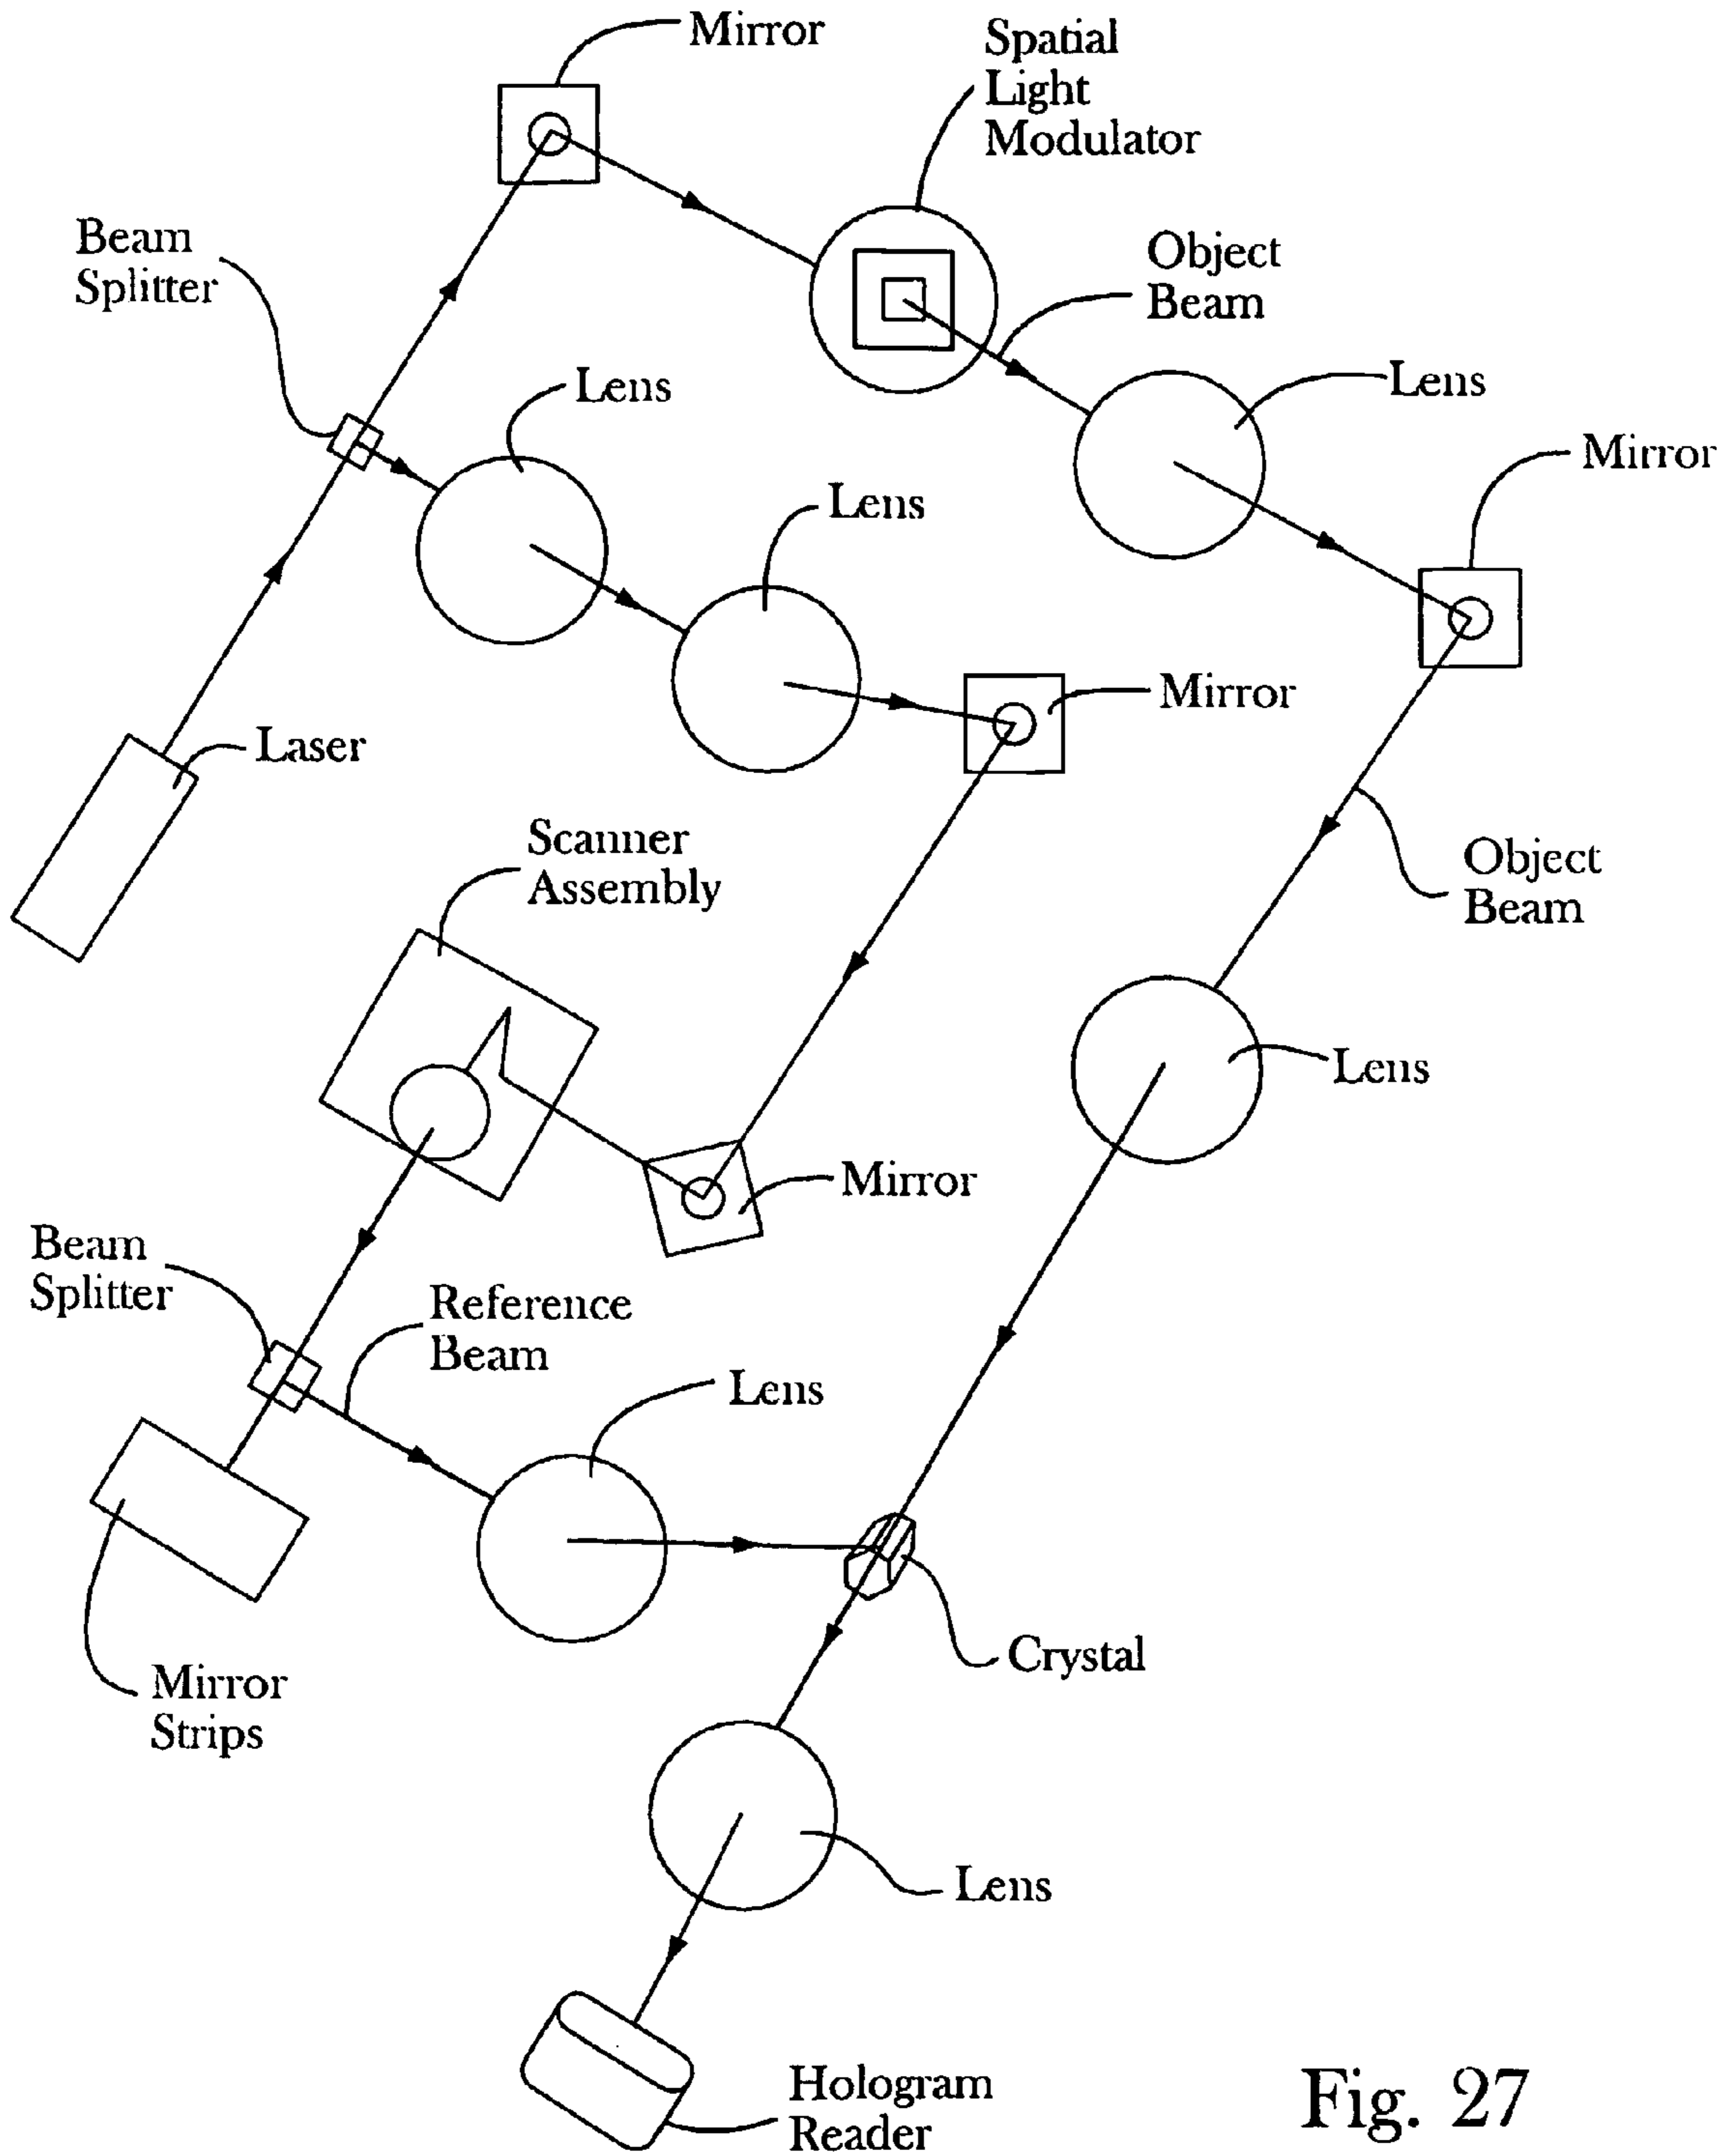 Mirror
Spatial
Light
Modulator
Beam
Splitter
Object
Beam
Lens
Lens
Mirror
Lens
Mirror
Laser
Scanner
Assembly
Object
Beam
Lens
Mirror
Beam
Splitter
Reference
Beam
Lens
Crystal
Mirror
Strips
Lens
Hologram
Reader
Fig. 27